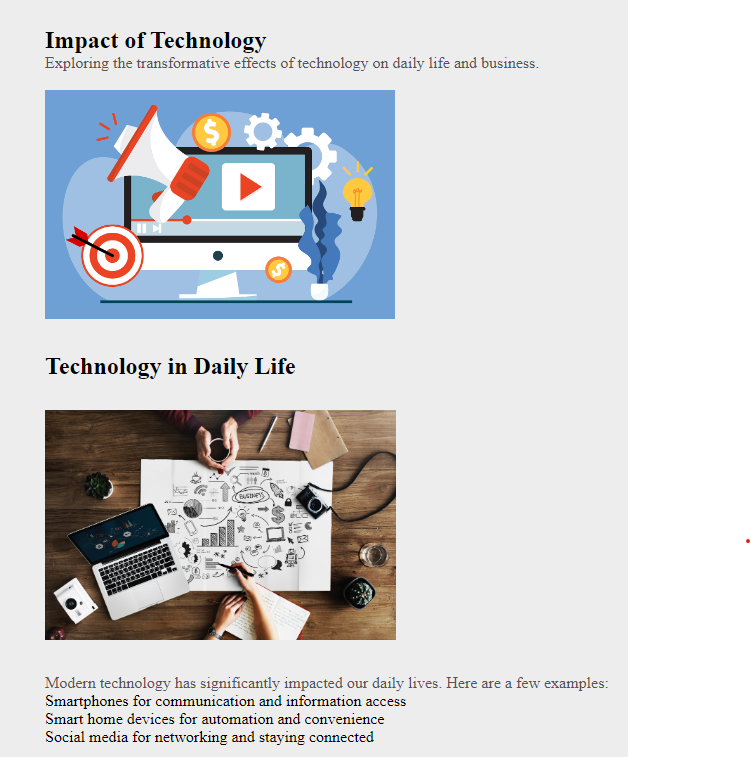 Impact of Technology
Exploring the transformative effects of technology on daily life and business.
$
$
Technology in Daily Life
BUSINESS
Modern technology has significantly impacted our daily lives. Here are a few examples:
Smartphones for communication and information access
Smart home devices for automation and convenience
Social media for networking and staying connected